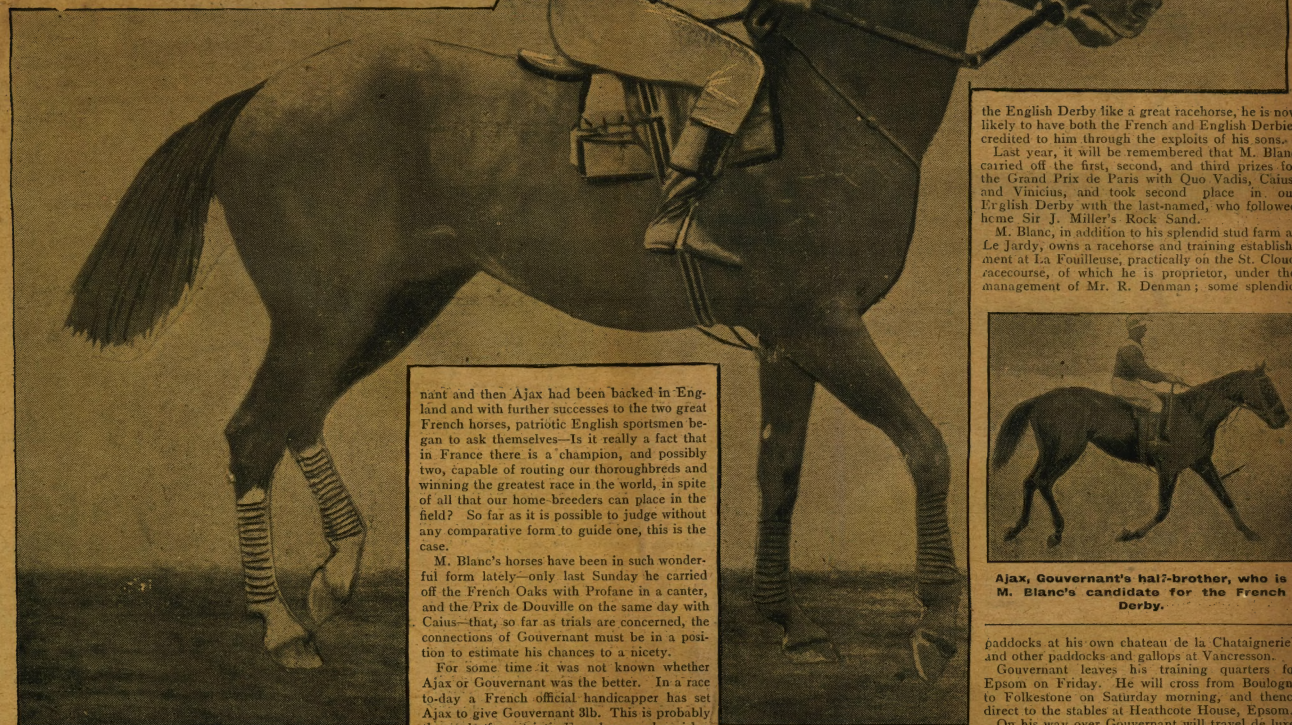 nant and then Ajax had been backed in Eng-
land and with further successes to the two great
French horses, patriotic English sportsmen be-
gan to ask themselves—Is it really a fact that
in France there is a champion, and possibly
two, capable of routing our thoroughbreds and
winning the greatest race in the world, in spite
of all that our home breeders can place in the
field? So far as it is possible to judge without
any comparative form to guide one, this is the
case.
M. Blanc's horses have been in such wonder-
ful form lately—only last Sunday he carried
off the French Oaks with Profane in a canter,
and the Prix de Douville on the same day with
Caius—that, so far as trials are concerned, the
connections of Gouvernant must be in a posi-
tion to estimate his chances to a nicety.
For some time it was not known whether
Ajax or Gouvernant was the better. In a race
to-day a French official handicapper has set
Ajax to give Gouvernant 3lb. This is probably
the English Derby like a great racehorse, he is now
likely to have both the French and English Derbie
credited to him through the exploits of his sons.
Last year, it will be remembered that M. Blanc
carried off the first, second, and third prizes fo
the Grand Prix de Paris with Quo Vadis, Caius
and Vinicius, and took second place in ou
English Derby with the last-named, who followe
home Sir J. Miller's Rock Sand.
M. Blanc, in addition to his splendid stud farm a
Le Jardy, owns a racehorse and training establish
ment at La Fouilleuse, practically on the St. Cloud
racecourse, of which he is proprietor, under the
management of Mr. R. Denman; some splendid
Ajax, Gouvernant's half-brother, who is
M. Blanc's candidate for the French
Derby.
paddocks at his own chateau de la Chataignerie
and other paddocks and gallops at Vancresson.
Gouvernant leaves his training quarters fo
Epsom on Friday. He will cross from Boulogn
to Folkestone on Saturday morning, and thenc
direct to the stables at Heathcote House, Epsom.
On his way over Gouvernant will